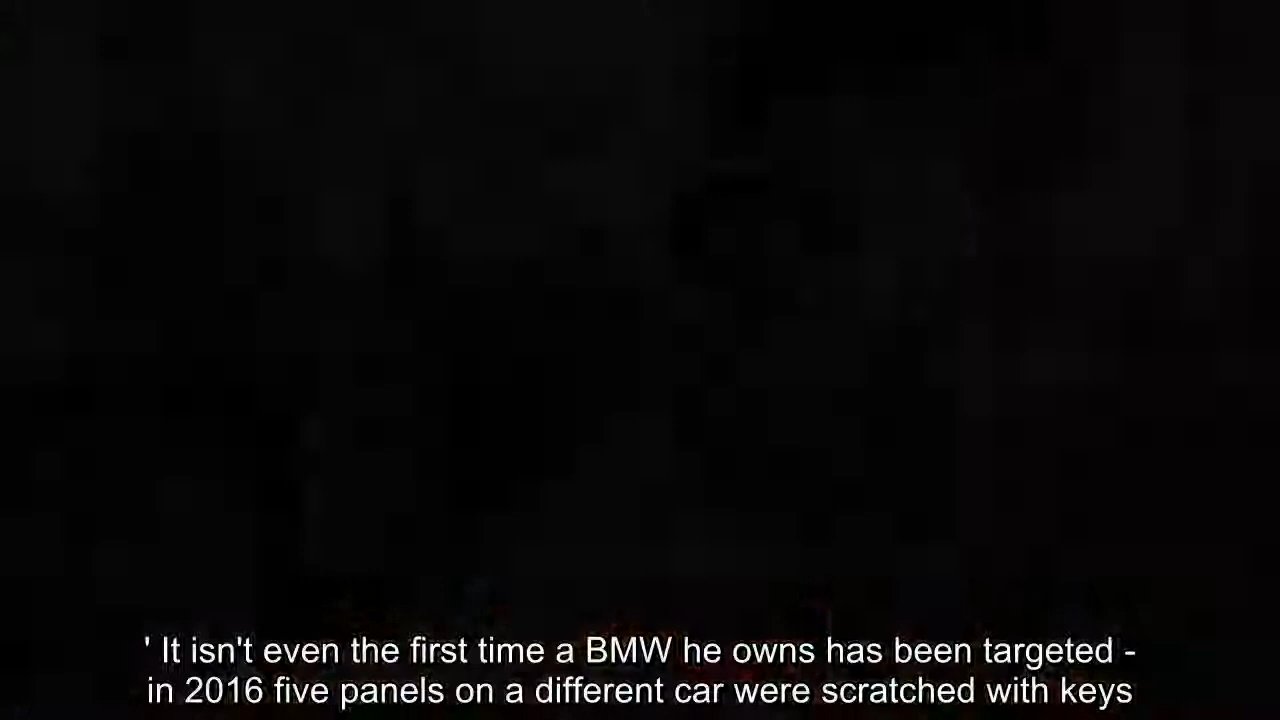 ' It isn't even the first time a BMW he owns has been targeted -
in 2016 five panels on a different car were scratched with keys